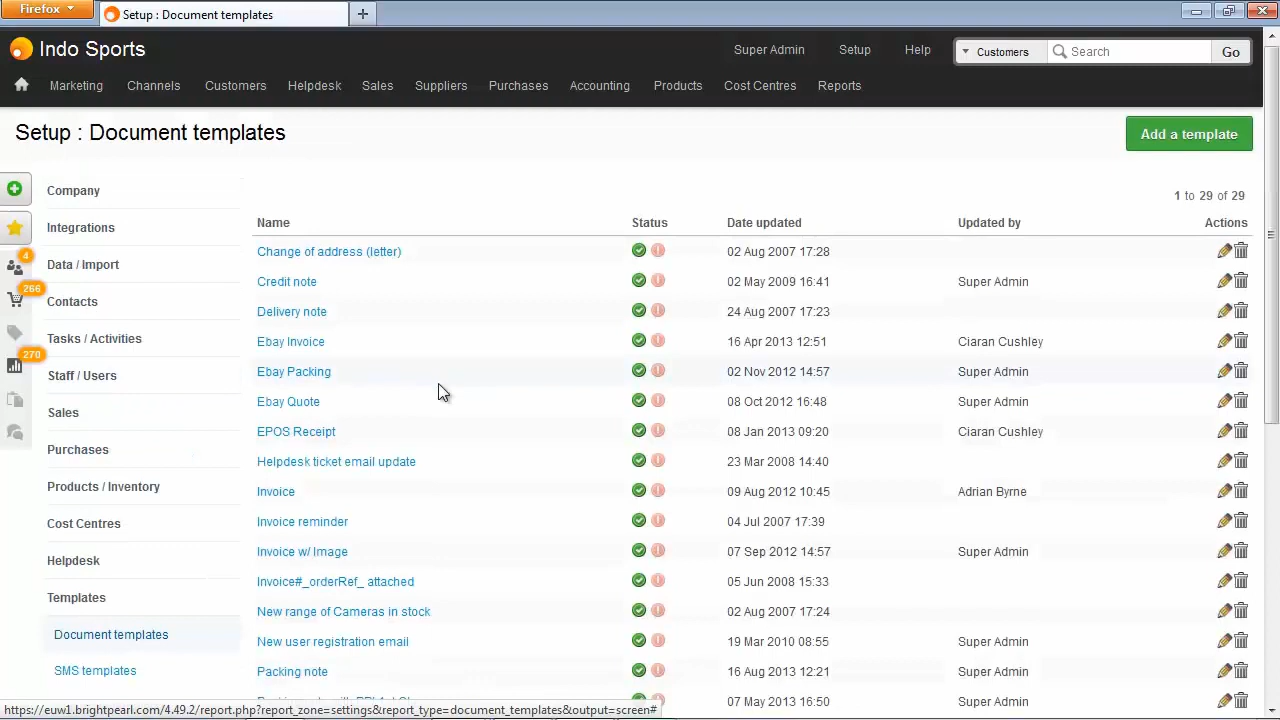 Firefox
Setup : Document templates
Indo Sports
Super Admin Setup Help Customers Search Go
Marketing Channels Customers Helpdesk Sales Suppliers Purchases Accounting Products Cost Centres Reports
Setup : Document templates
Add a template
Company
1 to 29 of 29
Name Status Date updated Updated by Actions
Integrations
Change of address (letter) 02 Aug 2007 17:28
4
Data / Import
Credit note 02 May 2009 16:41 Super Admin
266
Contacts
Delivery note 24 Aug 2007 17:23
Tasks / Activities
Ebay Invoice 16 Apr 2013 12:51 Ciaran Cushley
270
Staff / Users
Ebay Packing 02 Nov 2012 14:57 Super Admin
Ebay Quote 08 Oct 2012 16:48 Super Admin
Sales
EPOS Receipt 08 Jan 2013 09:20 Ciaran Cushley
Purchases
Helpdesk ticket email update 23 Mar 2008 14:40
Products / Inventory
Invoice 09 Aug 2012 10:45 Adrian Byrne
Cost Centres
Invoice reminder 04 Jul 2007 17:39
Helpdesk
Invoice w/ Image 07 Sep 2012 14:57 Super Admin
Invoice#_orderRef_ attached 05 Jun 2008 15:33
Templates
New range of Cameras in stock 02 Aug 2007 17:24
Document templates
New user registration email 19 Mar 2010 08:55 Super Admin
SMS templates
Packing note 16 Aug 2013 12:21 Super Admin
07 May 2013 16:50 Super Admin
https://euw1.brightpearl.com/4.49.2/report.php?report_zone=settings&report_type=document_templates&output=screen#